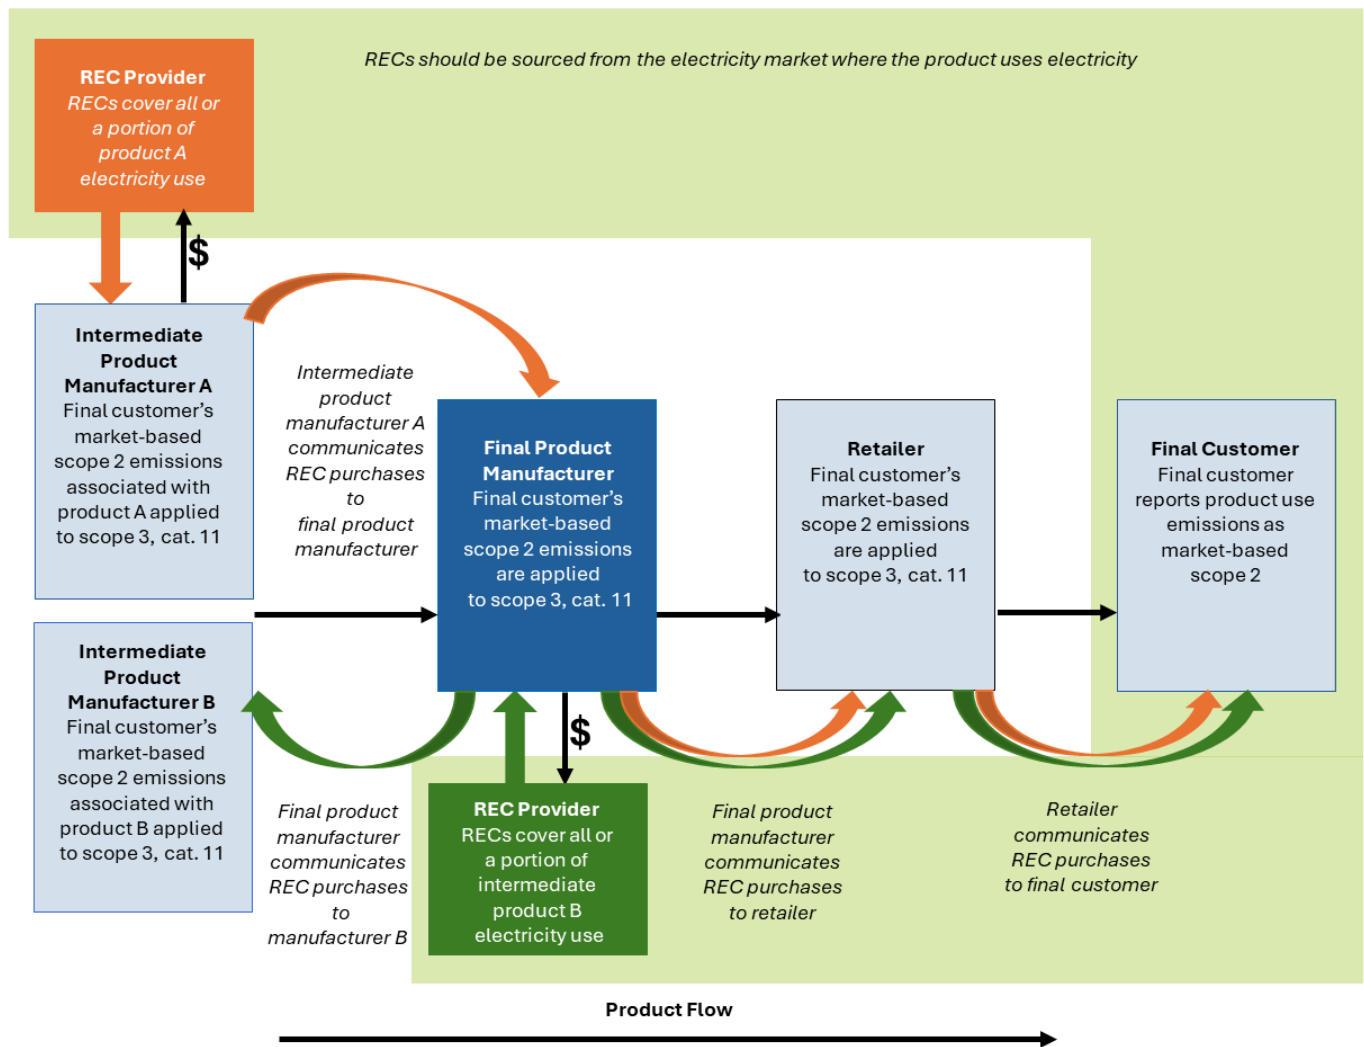 RECs should be sourced from the electricity market where the product uses electricity
REC Provider
RECs cover all or
a portion of
product A
electricity use
$
Intermediate
Product
Manufacturer A
Final customer's
market-based
scope 2 emissions
associated with
product A applied
to scope 3, cat. 11
Intermediate
product
manufacturer A
communicates
REC purchases
to
final product
manufacturer
Final Product
Manufacturer
Final customer's
market-based
scope 2 emissions
are applied
to scope 3, cat. 11
Retailer
Final customer's
market-based
scope 2 emissions
are applied
to scope 3, cat. 11
Final Customer
Final customer
reports product use
emissions as
market-based
scope 2
Intermediate
Product
Manufacturer B
Final customer's
market-based
scope 2 emissions
associated with
product B applied
to scope 3, cat. 11
$
Final product
manufacturer
communicates
REC purchases
to
manufacturer B
REC Provider
RECs cover all or
a portion of
intermediate
product B
electricity use
Final product
manufacturer
communicates
REC purchases
to retailer
Retailer
communicates
REC purchases
to final customer
Product Flow